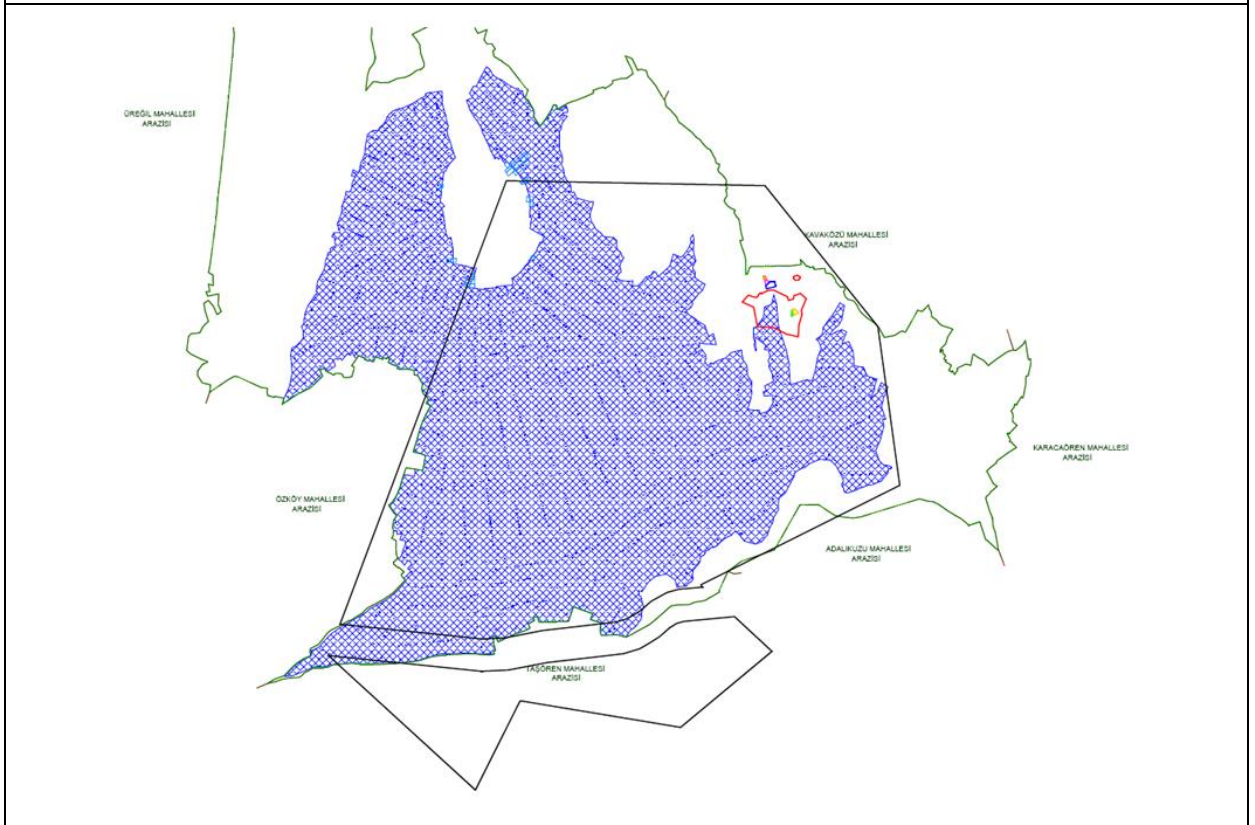 ÜREĞİL MAHALLESİ
ARAZİSİ
KAVAKÖZÜ MAHALLESİ
ARAZİSİ
KARACAÖREN MAHALLESİ
ARAZİSİ
ÖZKÖY MAHALLESİ
ARAZİSİ
ADALIKUZU MAHALLESİ
ARAZİSİ
TAŞÖREN MAHALLESİ
ARAZİSİ